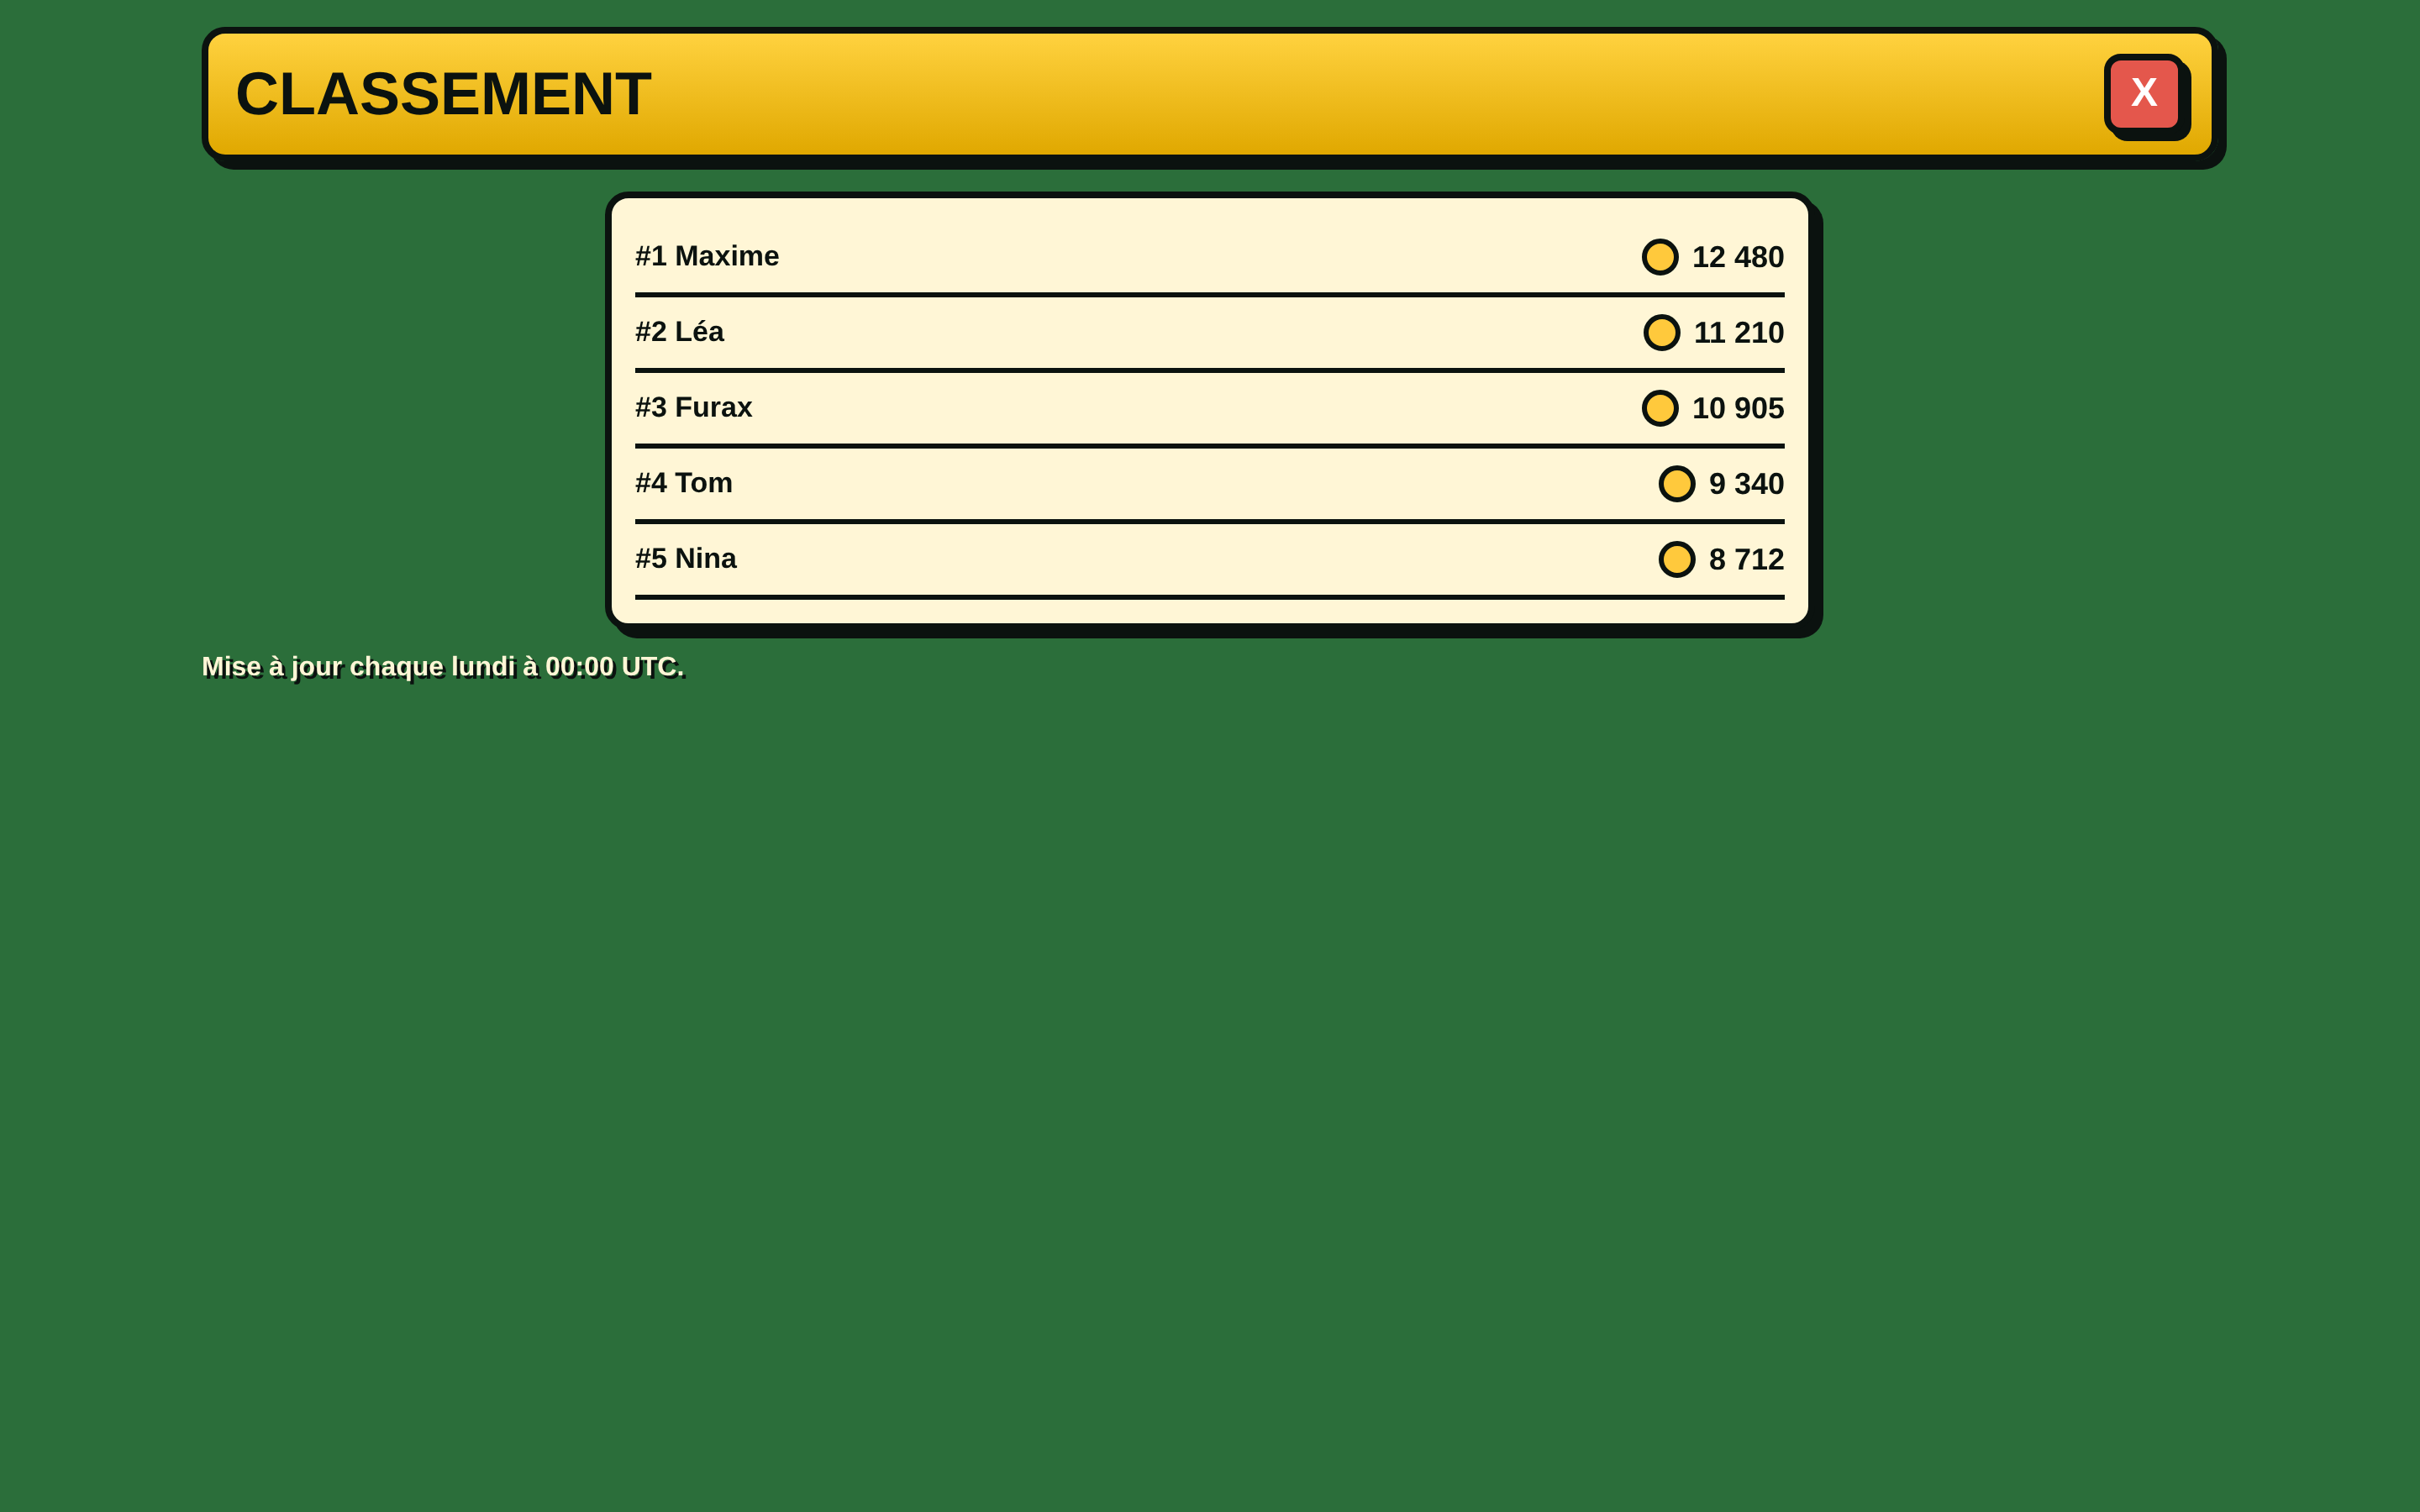 CLASSEMENT X
#1 Maxime 12 480
#2 Léa 11 210
#3 Furax 10 905
#4 Tom 9 340
#5 Nina 8 712
Mise à jour chaque lundi à 00:00 UTC.